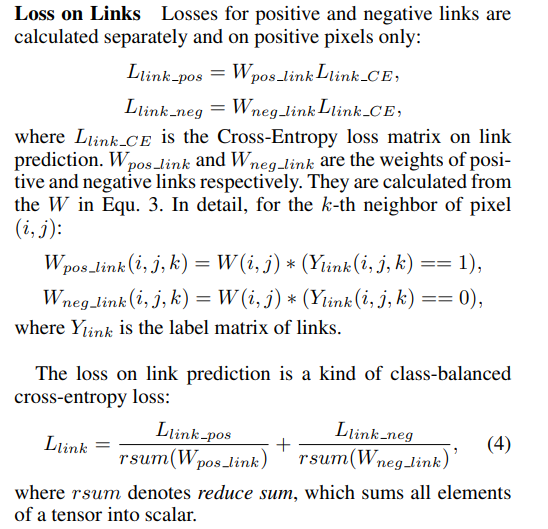 Loss on Links Losses for positive and negative links are
calculated separately and on positive pixels only:
L_{link\_pos} = W_{pos\_link} L_{link\_CE},
L_{link\_neg} = W_{neg\_link} L_{link\_CE},
where L_{link\_CE} is the Cross-Entropy loss matrix on link
prediction. W_{pos\_link} and W_{neg\_link} are the weights of posi-
tive and negative links respectively. They are calculated from
the W in Equ. 3. In detail, for the k-th neighbor of pixel
(i, j):
W_{pos\_link}(i, j, k) = W(i, j) * (Y_{link}(i, j, k) == 1),
W_{neg\_link}(i, j, k) = W(i, j) * (Y_{link}(i, j, k) == 0),
where Y_{link} is the label matrix of links.
The loss on link prediction is a kind of class-balanced
cross-entropy loss:
L_{link} = \frac{L_{link\_pos}}{rsum(W_{pos\_link})} + \frac{L_{link\_neg}}{rsum(W_{neg\_link})}, (4)
where rsum denotes reduce sum, which sums all elements
of a tensor into scalar.